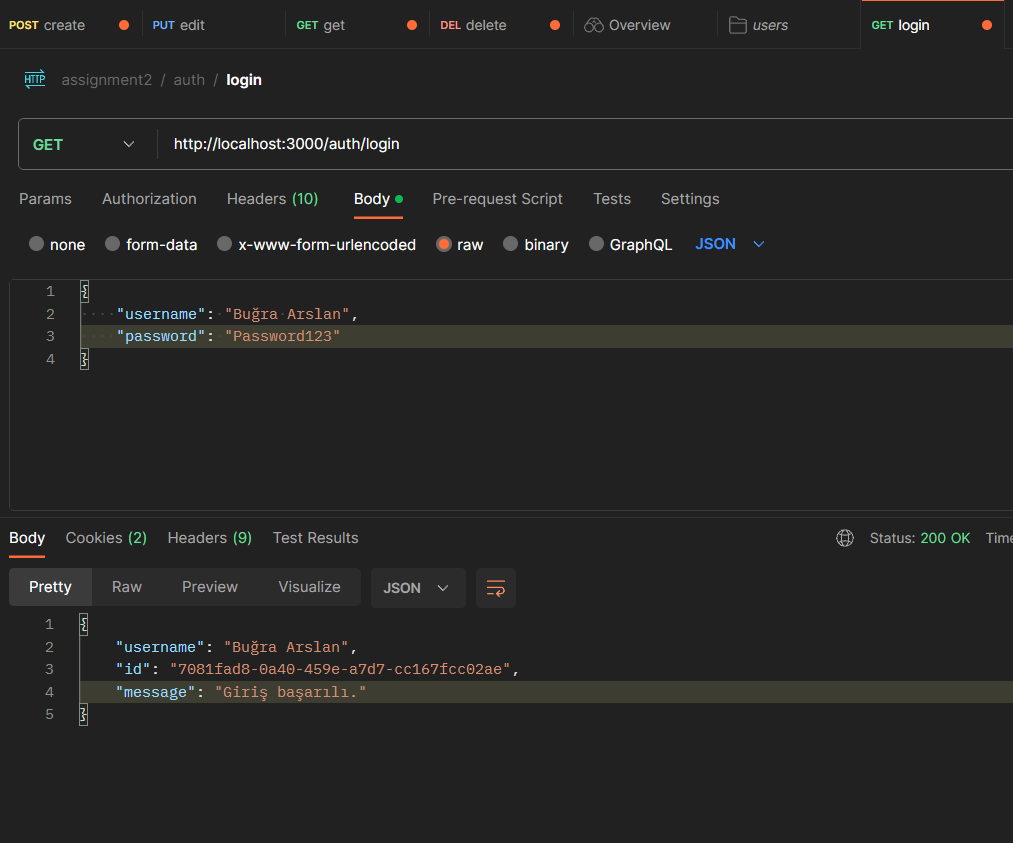 POST create PUT edit GET get DEL delete Overview users GET login
HTTP assignment2 / auth / login
GET http://localhost:3000/auth/login
Params Authorization Headers (10) Body Pre-request Script Tests Settings
none form-data x-www-form-urlencoded raw binary GraphQL JSON
1 {
2 "username": "Buğra Arslan",
3 "password": "Password123"
4 }
Body Cookies (2) Headers (9) Test Results Status: 200 OK
Pretty Raw Preview Visualize JSON
1 {
2 "username": "Buğra Arslan",
3 "id": "7081fad8-0a40-459e-a7d7-cc167fcc02ae",
4 "message": "Giriş başarılı."
5 }